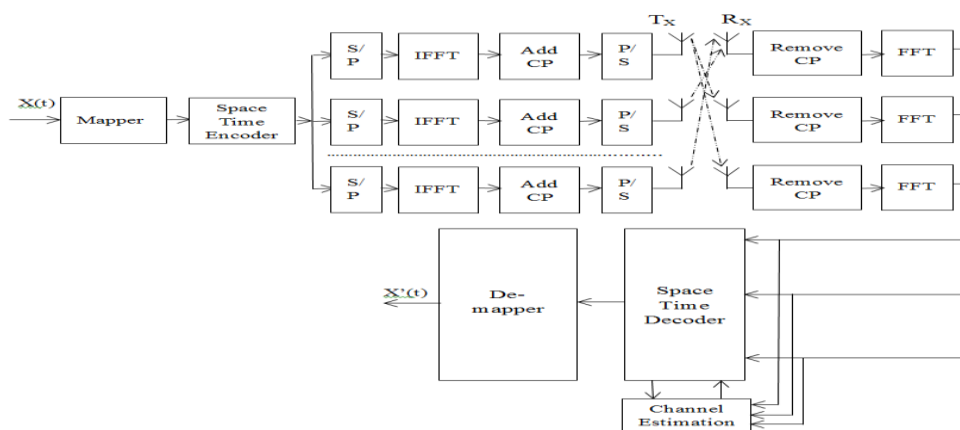 Tx Rx
S/
P
IFFT
Add
CP
P/
S
Remove
CP
FFT
X(t)
Mapper
Space
Time
Encoder
S/
P
IFFT
Add
CP
P/
S
Remove
CP
FFT
S/
P
IFFT
Add
CP
P/
S
Remove
CP
FFT
X'(t)
De-
mapper
Space
Time
Decoder
Channel
Estimation